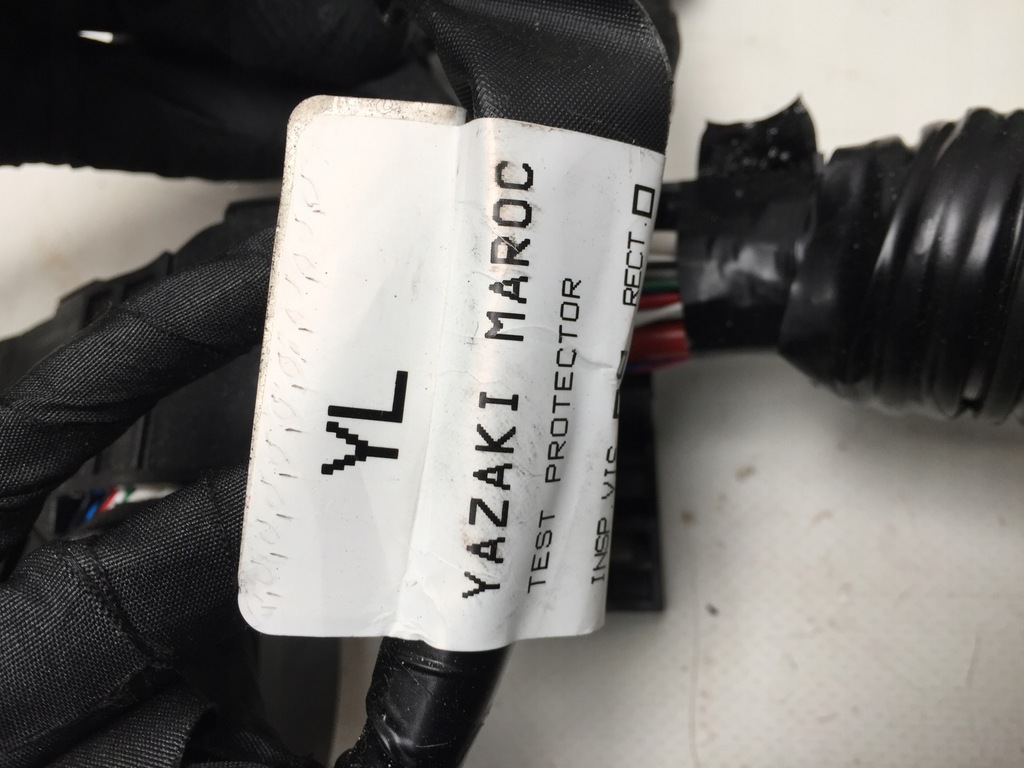 YL
YAZAKI MAROC
TEST PROTECTOR
INSP.VIS RECT.